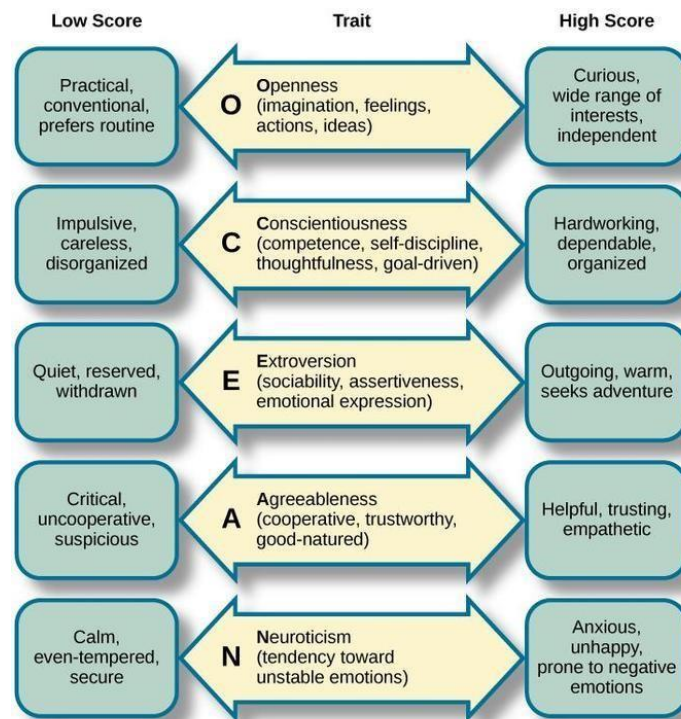 Low Score
Trait
High Score
Practical,
conventional,
prefers routine
O
Openness
(imagination, feelings,
actions, ideas)
Curious,
wide range of
interests,
independent
Impulsive,
careless,
disorganized
C
Conscientiousness
(competence, self-discipline,
thoughtfulness, goal-driven)
Hardworking,
dependable,
organized
Quiet, reserved,
withdrawn
E
Extroversion
(sociability, assertiveness,
emotional expression)
Outgoing, warm,
seeks adventure
Critical,
uncooperative,
suspicious
A
Agreeableness
(cooperative, trustworthy,
good-natured)
Helpful, trusting,
empathetic
Calm,
even-tempered,
secure
N
Neuroticism
(tendency toward
unstable emotions)
Anxious,
unhappy,
prone to negative
emotions